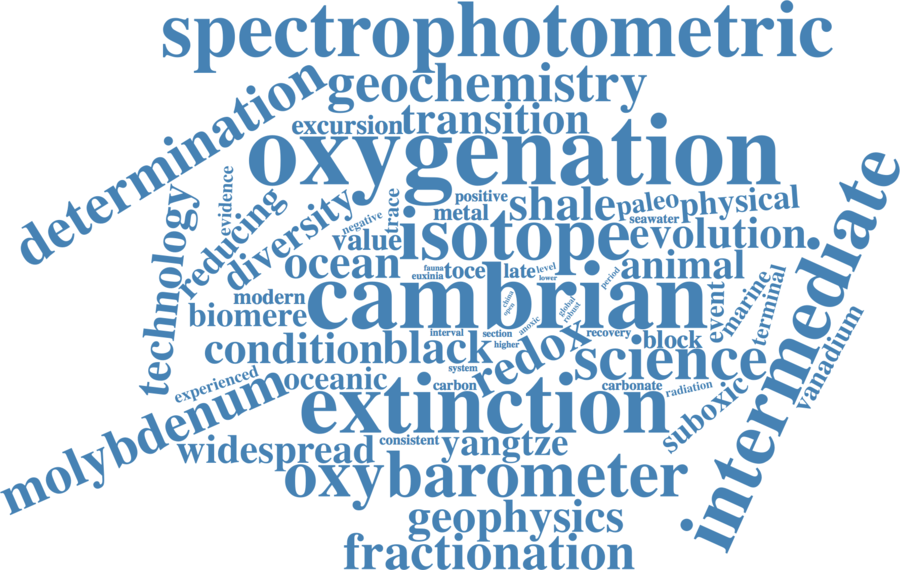 spectrophotometric
geochemistry
determination
excursion
transition
oxygenation
evidence
technology
reducing
diversity
negative
trace
positive
metal
shale
paleo
physical
seawater
value
isotope
evolution
intermediate
ocean
fauna
euxinia
toce
late
level
lower
period
animal
modern
biomere
cambrian
china
open
global
robust
anoxic
event
marine
terminal
vanadium
interval
section
higher
recovery
block
condition
black
redox
science
system
experienced
oceanic
carbon
carbonate
radiation
molybdenum
extinction
suboxic
widespread
consistent
yangtze
oxybarometer
geophysics
fractionation